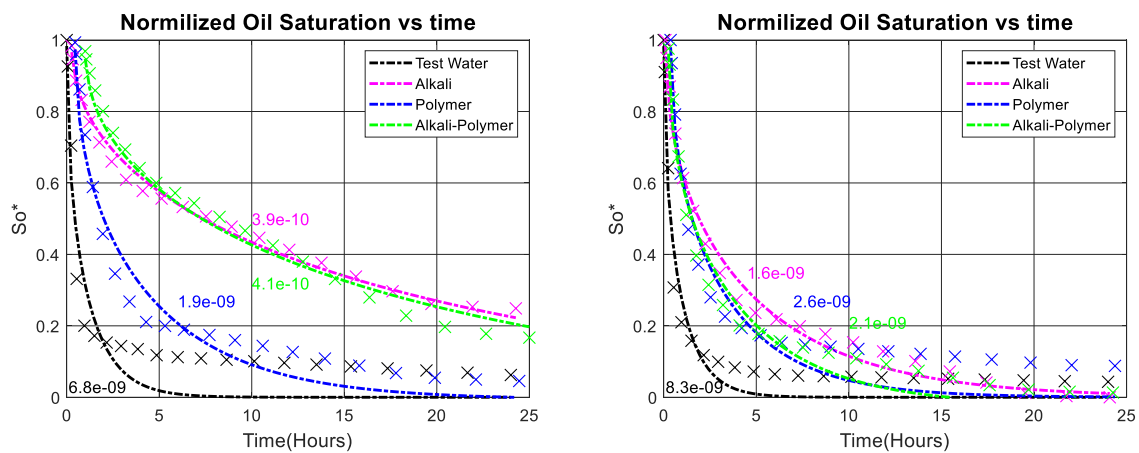 Normilized Oil Saturation vs time
So*
1
0.8
0.6
0.4
0.2
0
0
5
10
15
20
25
Time(Hours)
Test Water
Alkali
Polymer
Alkali-Polymer
3.9e-10
4.1e-10
1.9e-09
6.8e-09
Normilized Oil Saturation vs time
So*
1
0.8
0.6
0.4
0.2
0
0
5
10
15
20
25
Time(Hours)
Test Water
Alkali
Polymer
Alkali-Polymer
1.6e-09
2.6e-09
2.1e-09
8.3e-09